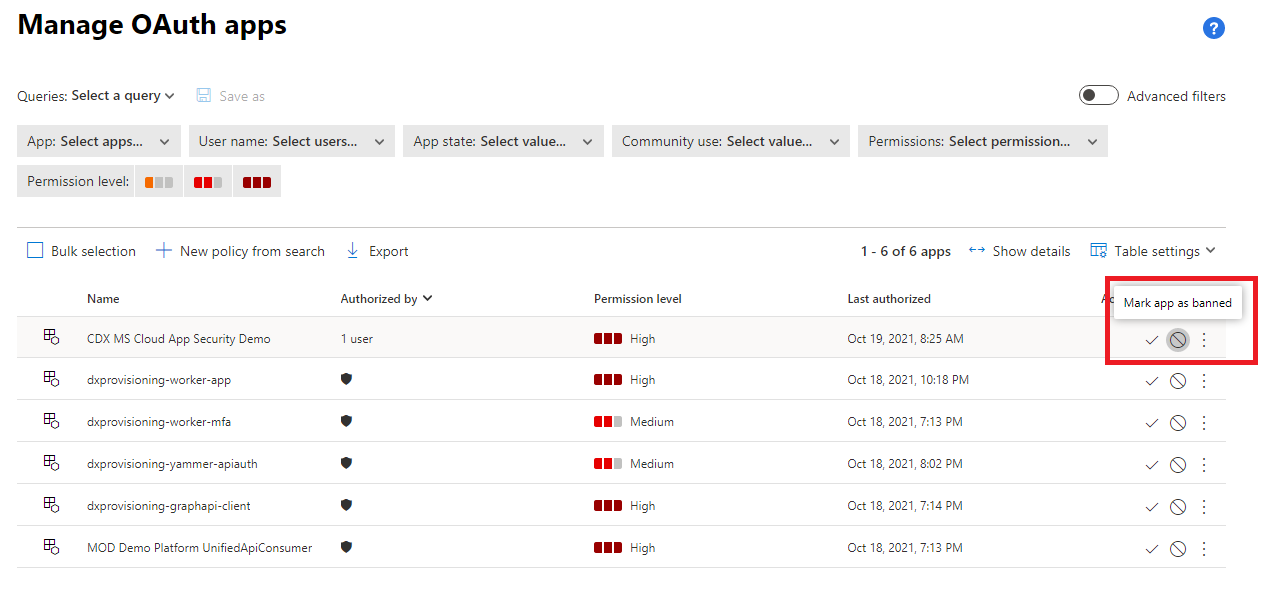 Manage OAuth apps
?
Queries: Select a query
Save as
Advanced filters
App: Select apps...
User name: Select users...
App state: Select value...
Community use: Select value...
Permissions: Select permission...
Permission level:
Bulk selection
New policy from search
Export
1 - 6 of 6 apps
Show details
Table settings
Mark app as banned
Name
Authorized by
Permission level
Last authorized
CDX MS Cloud App Security Demo
1 user
High
Oct 19, 2021, 8:25 AM
dxprovisioning-worker-app
High
Oct 18, 2021, 10:18 PM
dxprovisioning-worker-mfa
Medium
Oct 18, 2021, 7:13 PM
dxprovisioning-yammer-apiauth
Medium
Oct 18, 2021, 8:02 PM
dxprovisioning-graphapi-client
High
Oct 18, 2021, 7:14 PM
MOD Demo Platform UnifiedApiConsumer
High
Oct 18, 2021, 7:13 PM